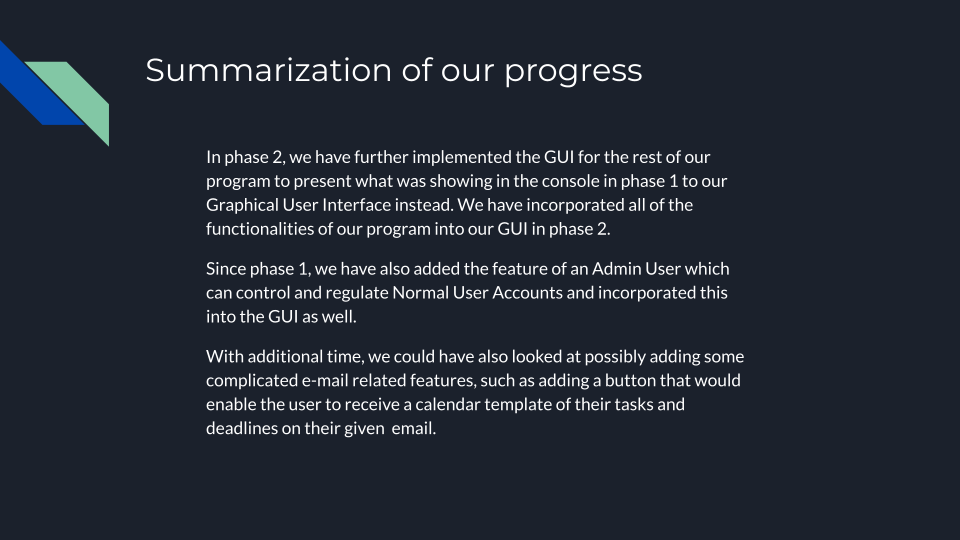 Summarization of our progress
In phase 2, we have further implemented the GUI for the rest of our
program to present what was showing in the console in phase 1 to our
Graphical User Interface instead. We have incorporated all of the
functionalities of our program into our GUI in phase 2.
Since phase 1, we have also added the feature of an Admin User which
can control and regulate Normal User Accounts and incorporated this
into the GUI as well.
With additional time, we could have also looked at possibly adding some
complicated e-mail related features, such as adding a button that would
enable the user to receive a calendar template of their tasks and
deadlines on their given  email.